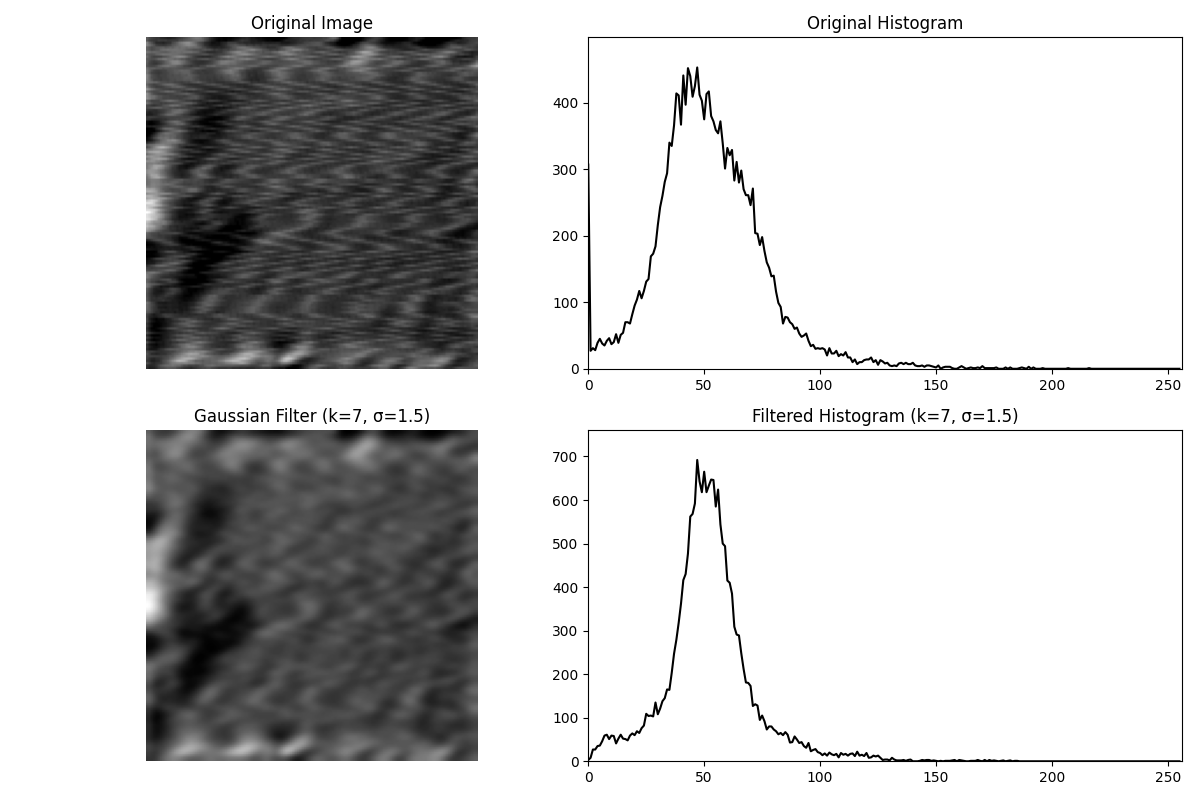 Original Image
Original Histogram
400
300
200
100
0
0 50 100 150 200 250
Gaussian Filter (k=7, σ=1.5)
Filtered Histogram (k=7, σ=1.5)
700
600
500
400
300
200
100
0
0 50 100 150 200 250